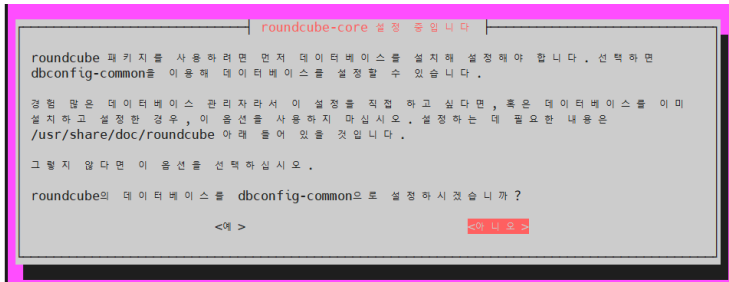 roundcube-core 설정 중입니다
roundcube 패키지를 사용하려면 먼저 데이터베이스를 설치해 설정해야 합니다. 선택하면
dbconfig-common을 이용해 데이터베이스를 설정할 수 있습니다.
경험 많은 데이터베이스 관리자라서 이 설정을 직접 하고 싶다면, 혹은 데이터베이스를 이미
설치하고 설정한 경우, 이 옵션을 사용하지 마십시오. 설정하는 데 필요한 내용은
/usr/share/doc/roundcube 아래 들어 있을 것입니다.
그렇지 않다면 이 옵션을 선택하십시오.
roundcube의 데이터베이스를 dbconfig-common으로 설정하시겠습니까?
<예> <아니오>